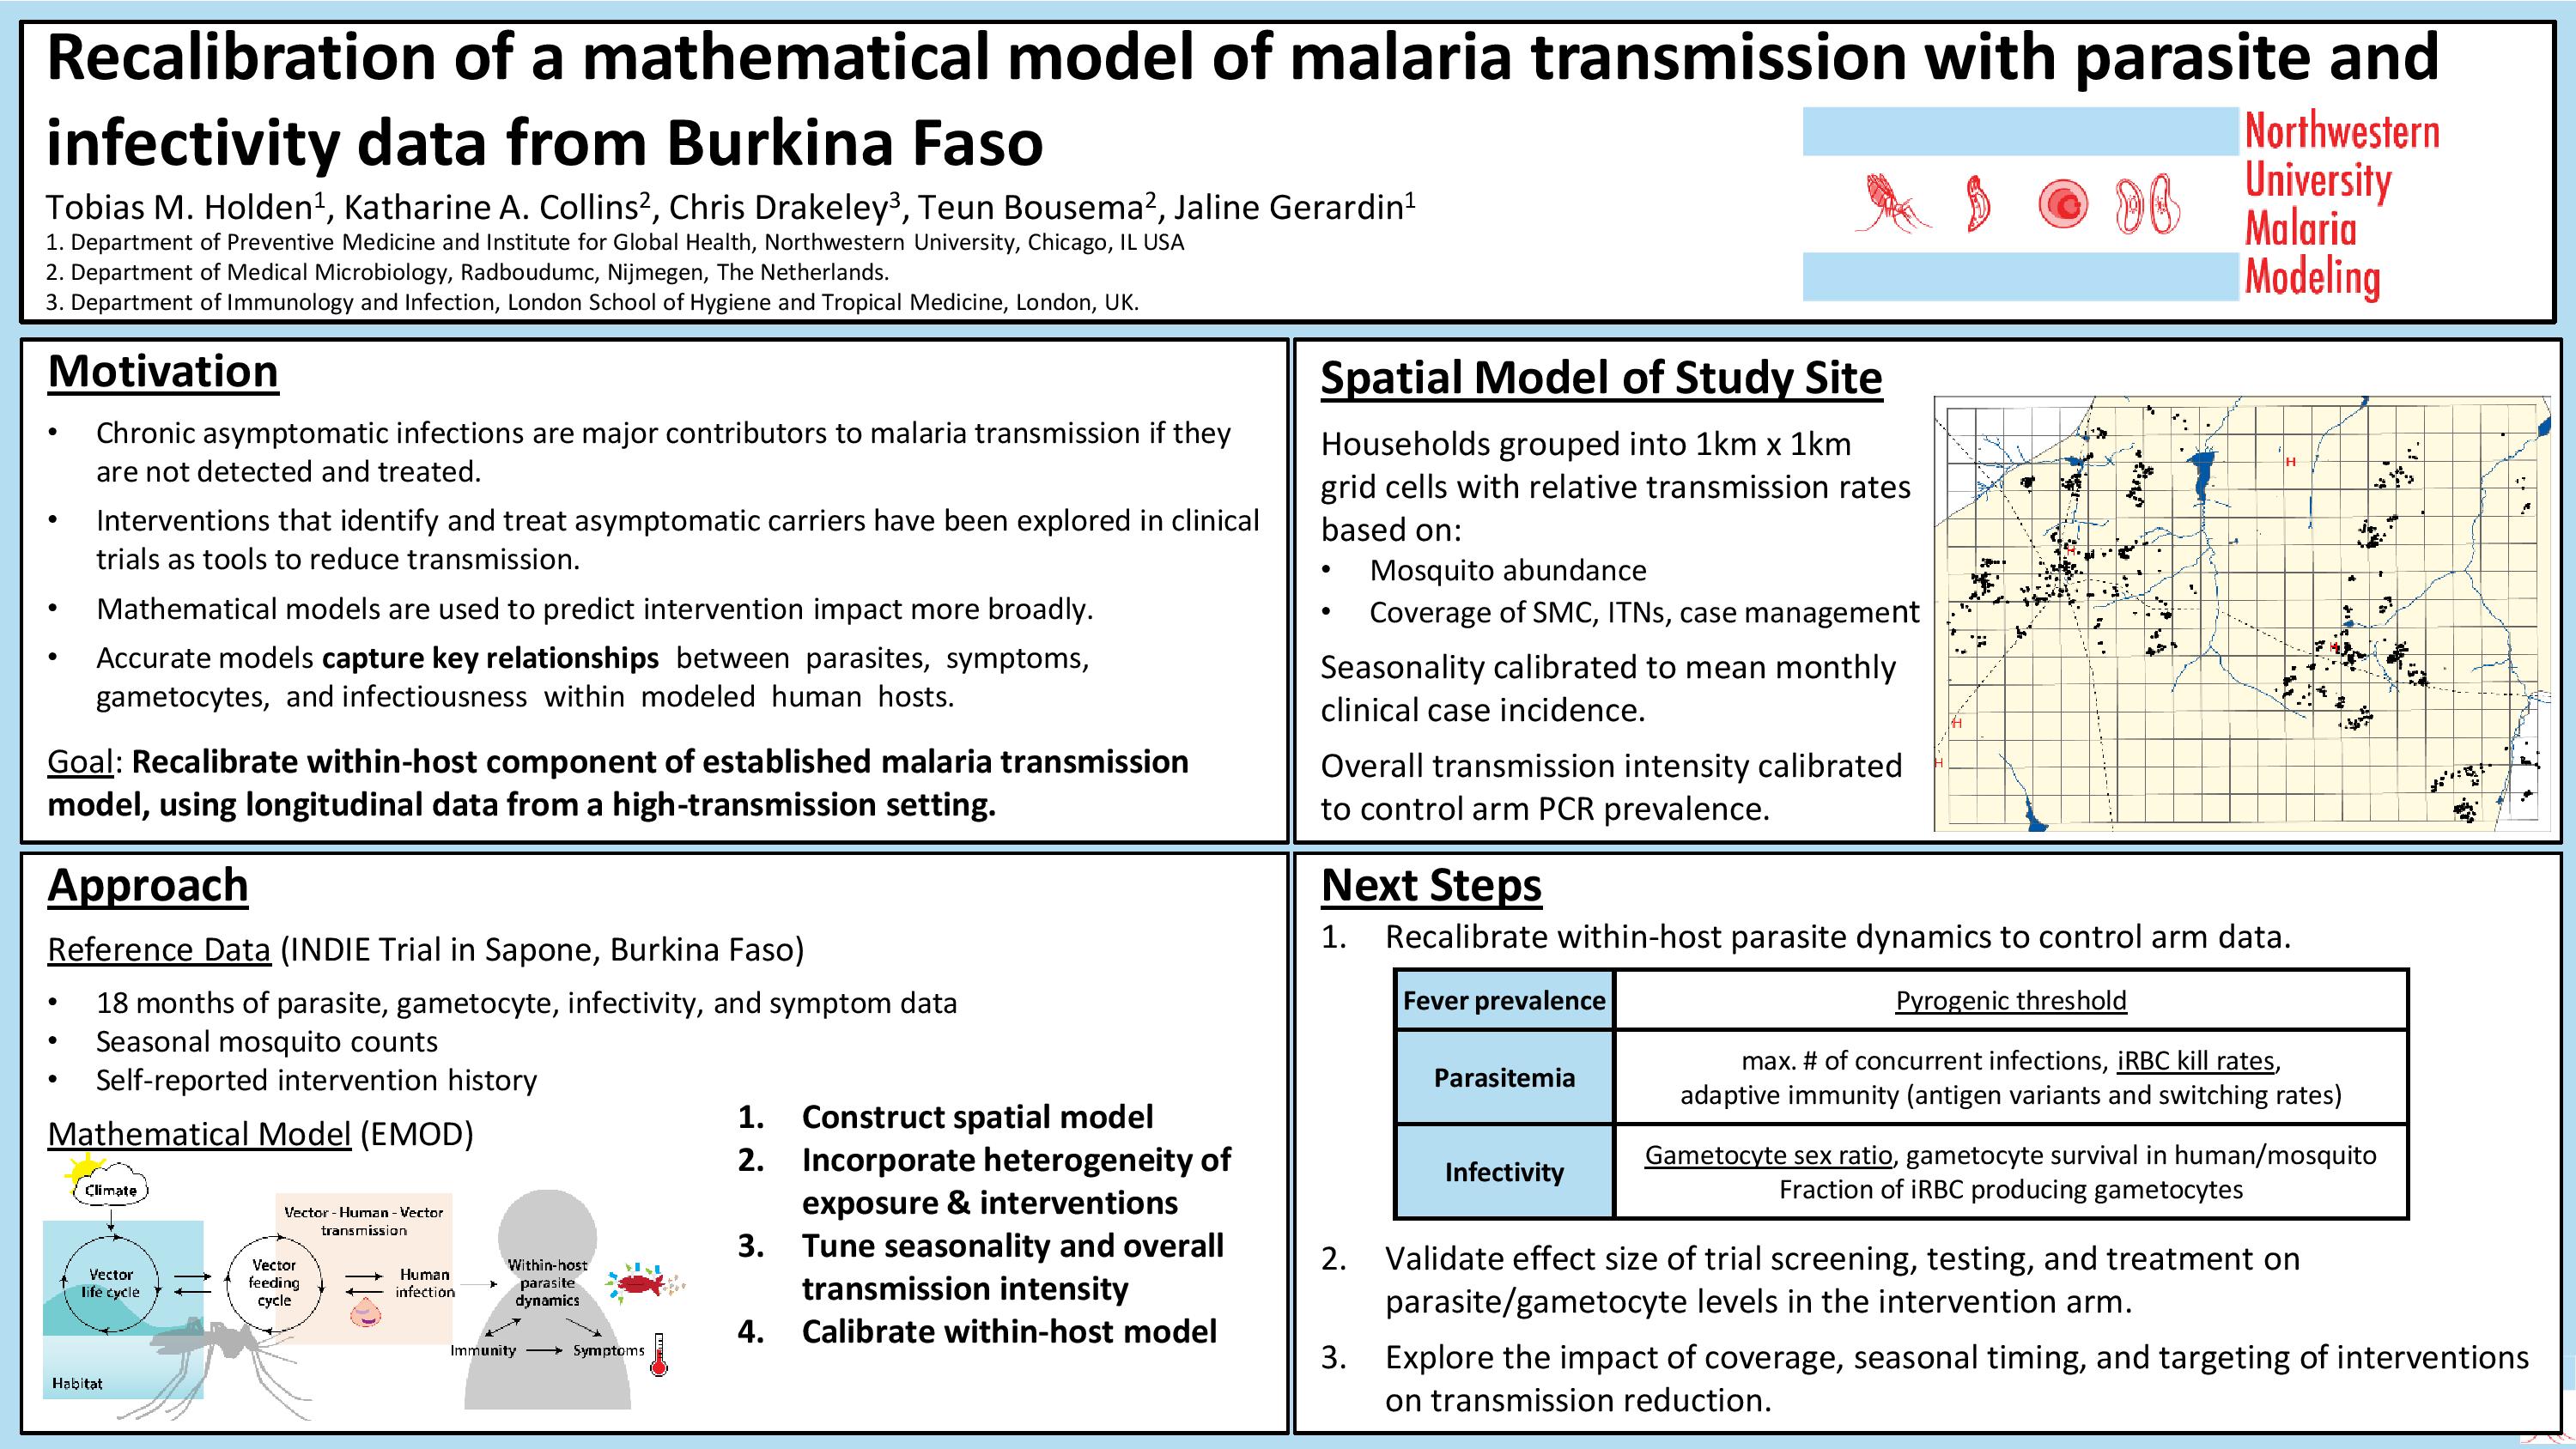 Recalibration of a mathematical model of malaria transmission with parasite and
infectivity data from Burkina Faso
Northwestern
University
Malaria
Modeling
Tobias M. Holden1, Katharine A. Collins2, Chris Drakeley3, Teun Bousema2, Jaline Gerardin1
1. Department of Preventive Medicine and Institute for Global Health, Northwestern University, Chicago, IL USA
2. Department of Medical Microbiology, Radboudumc, Nijmegen, The Netherlands.
3. Department of Immunology and Infection, London School of Hygiene and Tropical Medicine, London, UK.
Motivation
• Chronic asymptomatic infections are major contributors to malaria transmission if they
are not detected and treated.
• Interventions that identify and treat asymptomatic carriers have been explored in clinical
trials as tools to reduce transmission.
• Mathematical models are used to predict intervention impact more broadly.
• Accurate models capture key relationships between parasites, symptoms,
gametocytes, and infectiousness within modeled human hosts.
Goal: Recalibrate within-host component of established malaria transmission
model, using longitudinal data from a high-transmission setting.
Spatial Model of Study Site
Households grouped into 1km x 1km
grid cells with relative transmission rates
based on:
• Mosquito abundance
• Coverage of SMC, ITNs, case management
Seasonality calibrated to mean monthly
clinical case incidence.
Overall transmission intensity calibrated
to control arm PCR prevalence.
H
H
H
H
H
Approach
Reference Data (INDIE Trial in Sapone, Burkina Faso)
• 18 months of parasite, gametocyte, infectivity, and symptom data
• Seasonal mosquito counts
• Self-reported intervention history
Mathematical Model (EMOD)
Climate
Vector
life cycle
Habitat
Vector
feeding
cycle
Vector - Human - Vector
transmission
Human
infection
Within-host
parasite
dynamics
Immunity
Symptoms
1. Construct spatial model
2. Incorporate heterogeneity of
exposure & interventions
3. Tune seasonality and overall
transmission intensity
4. Calibrate within-host model
Next Steps
1. Recalibrate within-host parasite dynamics to control arm data.
Fever prevalence
Pyrogenic threshold
Parasitemia
max. # of concurrent infections, iRBC kill rates,
adaptive immunity (antigen variants and switching rates)
Infectivity
Gametocyte sex ratio, gametocyte survival in human/mosquito
Fraction of iRBC producing gametocytes
2. Validate effect size of trial screening, testing, and treatment on
parasite/gametocyte levels in the intervention arm.
3. Explore the impact of coverage, seasonal timing, and targeting of interventions
on transmission reduction.